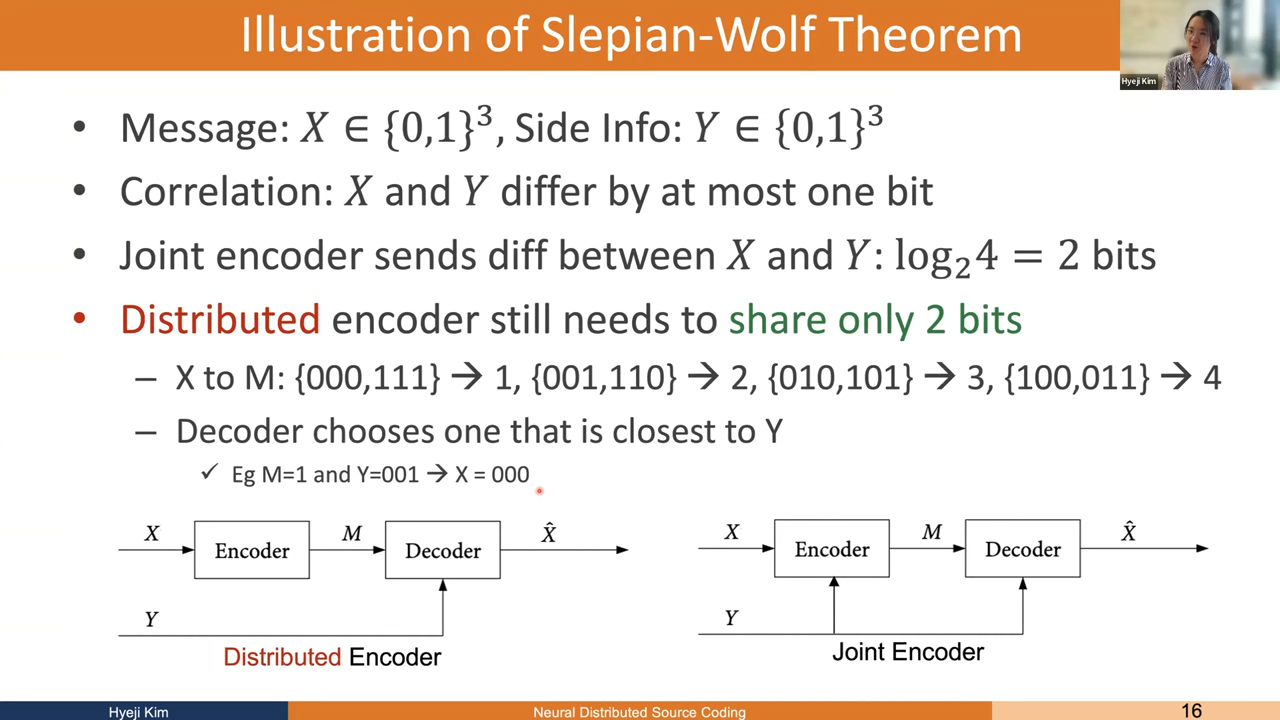 Illustration of Slepian-Wolf Theorem
Hyeji Kim
• Message: X ∈ {0,1}³, Side Info: Y ∈ {0,1}³
• Correlation: X and Y differ by at most one bit
• Joint encoder sends diff between X and Y: log₂4 = 2 bits
• Distributed encoder still needs to share only 2 bits
– X to M: {000,111} → 1, {001,110} → 2, {010,101} → 3, {100,011} → 4
– Decoder chooses one that is closest to Y
✓ Eg M=1 and Y=001 → X = 000
X Encoder M Decoder X̂
Y
Distributed Encoder
X Encoder M Decoder X̂
Y
Joint Encoder
Hyeji Kim
Neural Distributed Source Coding
16